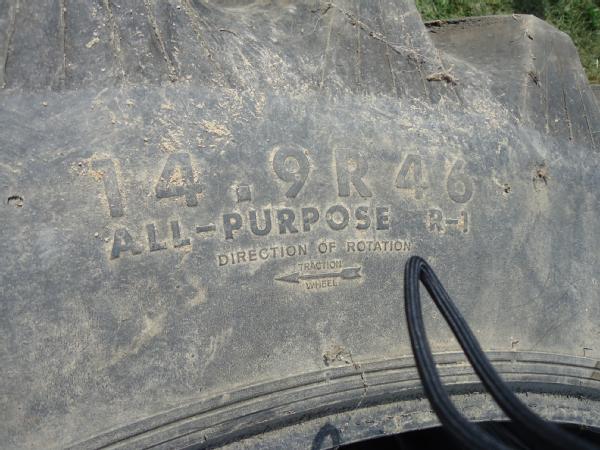 14.9R46
ALL-PURPOSE R-1
DIRECTION OF ROTATION
TRACTION
WHEEL